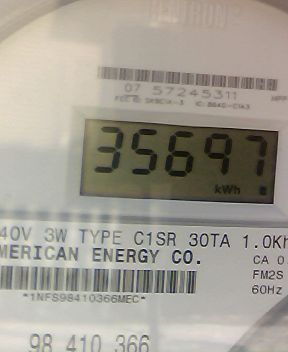 CENTRON®
07 57245311
35697
kWh
40V 3W TYPE C1SR 30TA 1.0Kh
MERICAN ENERGY CO.
CA 0
FM2S
60Hz
*1NFS98410366MEC*
98 410 366